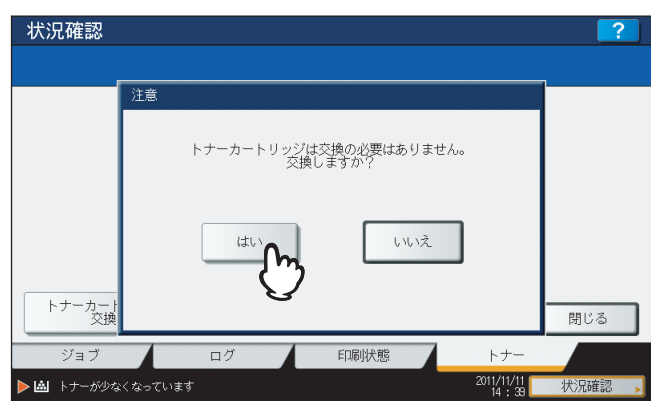 状況確認
?
注意
トナーカートリッジは交換の必要はありません。
交換しますか？
はい
いいえ
トナーカート
交換
閉じる
ジョブ
ログ
印刷状態
トナー
トナーが少なくなっています
2011/11/11
14 : 39
状況確認